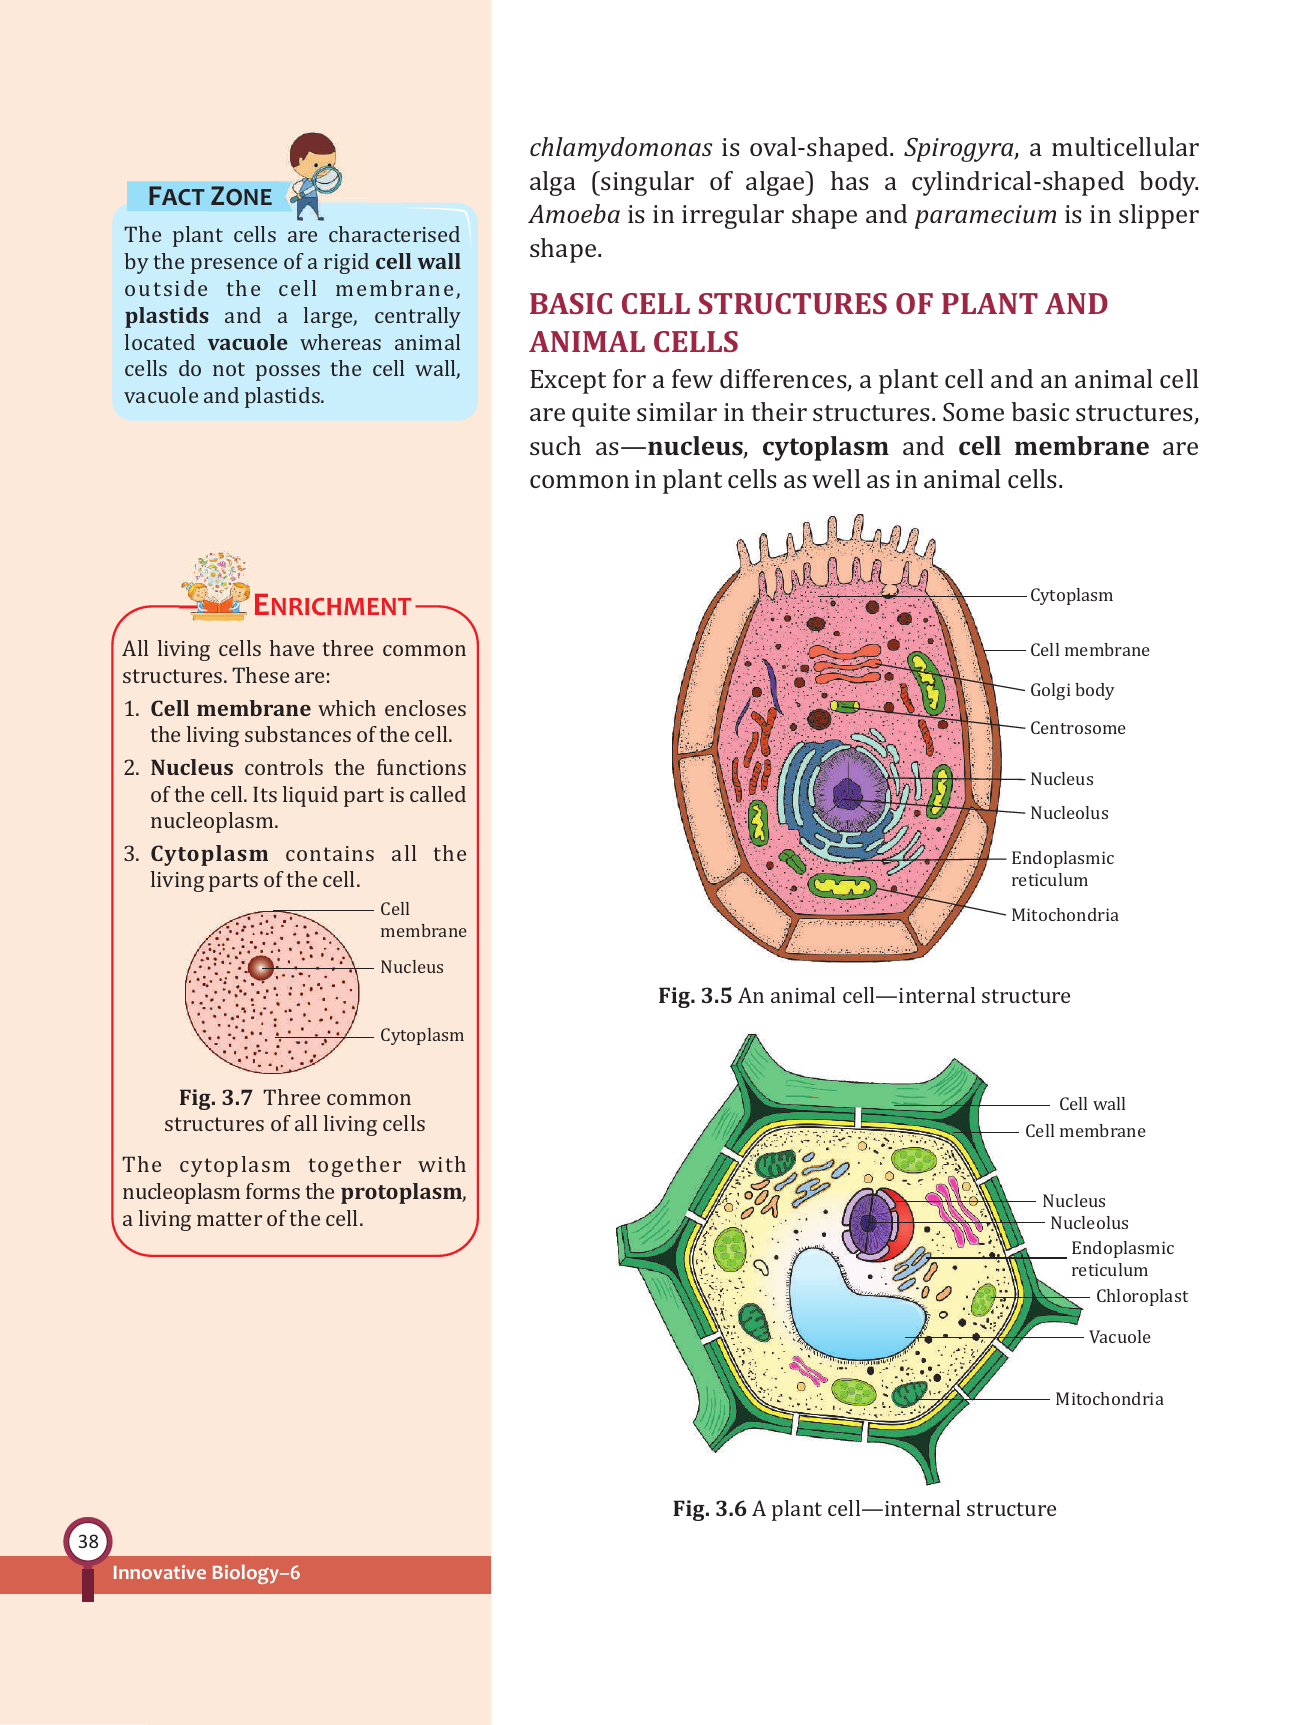 FACT ZONE
The plant cells are characterised
by the presence of a rigid cell wall
outside the cell membrane,
plastids and a large, centrally
located vacuole whereas animal
cells do not posses the cell wall,
vacuole and plastids.
ENRICHMENT
All living cells have three common
structures. These are:
1. Cell membrane which encloses
the living substances of the cell.
2. Nucleus controls the functions
of the cell. Its liquid part is called
nucleoplasm.
3. Cytoplasm contains all the
living parts of the cell.
Cell
membrane
Nucleus
Cytoplasm
Fig. 3.7 Three common
structures of all living cells
The cytoplasm together with
nucleoplasm forms the protoplasm,
a living matter of the cell.
chlamydomonas is oval-shaped. Spirogyra, a multicellular
alga (singular of algae) has a cylindrical-shaped body.
Amoeba is in irregular shape and paramecium is in slipper
shape.
BASIC CELL STRUCTURES OF PLANT AND
ANIMAL CELLS
Except for a few differences, a plant cell and an animal cell
are quite similar in their structures. Some basic structures,
such as—nucleus, cytoplasm and cell membrane are
common in plant cells as well as in animal cells.
Cytoplasm
Cell membrane
Golgi body
Centrosome
Nucleus
Nucleolus
Endoplasmic
reticulum
Mitochondria
Fig. 3.5 An animal cell—internal structure
Cell wall
Cell membrane
Nucleus
Nucleolus
Endoplasmic
reticulum
Chloroplast
Vacuole
Mitochondria
Fig. 3.6 A plant cell—internal structure
38
Innovative Biology–6